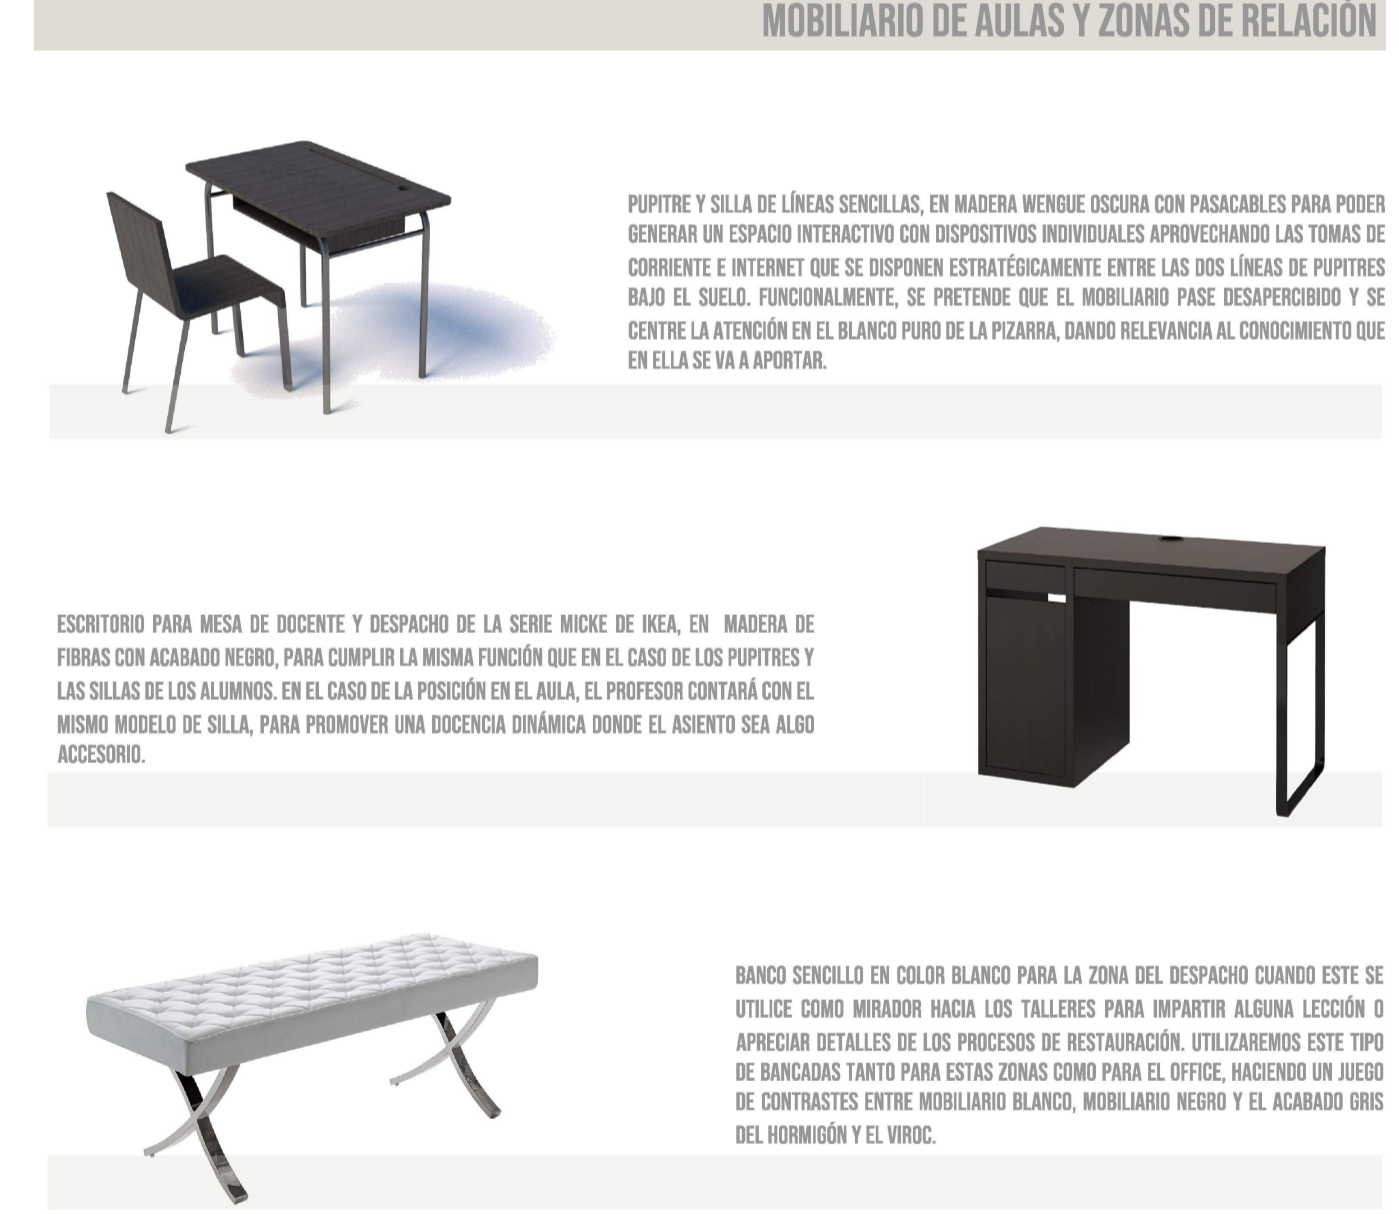 MOBILIARIO DE AULAS Y ZONAS DE RELACIÓN
PUPITRE Y SILLA DE LÍNEAS SENCILLAS, EN MADERA WENGUE OSCURA CON PASACABLES PARA PODER
GENERAR UN ESPACIO INTERACTIVO CON DISPOSITIVOS INDIVIDUALES APROVECHANDO LAS TOMAS DE
CORRIENTE E INTERNET QUE SE DISPONEN ESTRATÉGICAMENTE ENTRE LAS DOS LÍNEAS DE PUPITRES
BAJO EL SUELO. FUNCIONALMENTE, SE PRETENDE QUE EL MOBILIARIO PASE DESAPERCIBIDO Y SE
CENTRE LA ATENCIÓN EN EL BLANCO PURO DE LA PIZARRA, DANDO RELEVANCIA AL CONOCIMIENTO QUE
EN ELLA SE VA A APORTAR.
ESCRITORIO PARA MESA DE DOCENTE Y DESPACHO DE LA SERIE MICKE DE IKEA, EN MADERA DE
FIBRAS CON ACABADO NEGRO, PARA CUMPLIR LA MISMA FUNCIÓN QUE EN EL CASO DE LOS PUPITRES Y
LAS SILLAS DE LOS ALUMNOS. EN EL CASO DE LA POSICIÓN EN EL AULA, EL PROFESOR CONTARÁ CON EL
MISMO MODELO DE SILLA, PARA PROMOVER UNA DOCENCIA DINÁMICA DONDE EL ASIENTO SEA ALGO
ACCESORIO.
BANCO SENCILLO EN COLOR BLANCO PARA LA ZONA DEL DESPACHO CUANDO ESTE SE
UTILICE COMO MIRADOR HACIA LOS TALLERES PARA IMPARTIR ALGUNA LECCIÓN O
APRECIAR DETALLES DE LOS PROCESOS DE RESTAURACIÓN. UTILIZAREMOS ESTE TIPO
DE BANCADAS TANTO PARA ESTAS ZONAS COMO PARA EL OFFICE, HACIENDO UN JUEGO
DE CONTRASTES ENTRE MOBILIARIO BLANCO, MOBILIARIO NEGRO Y EL ACABADO GRIS
DEL HORMIGÓN Y EL VIROC.